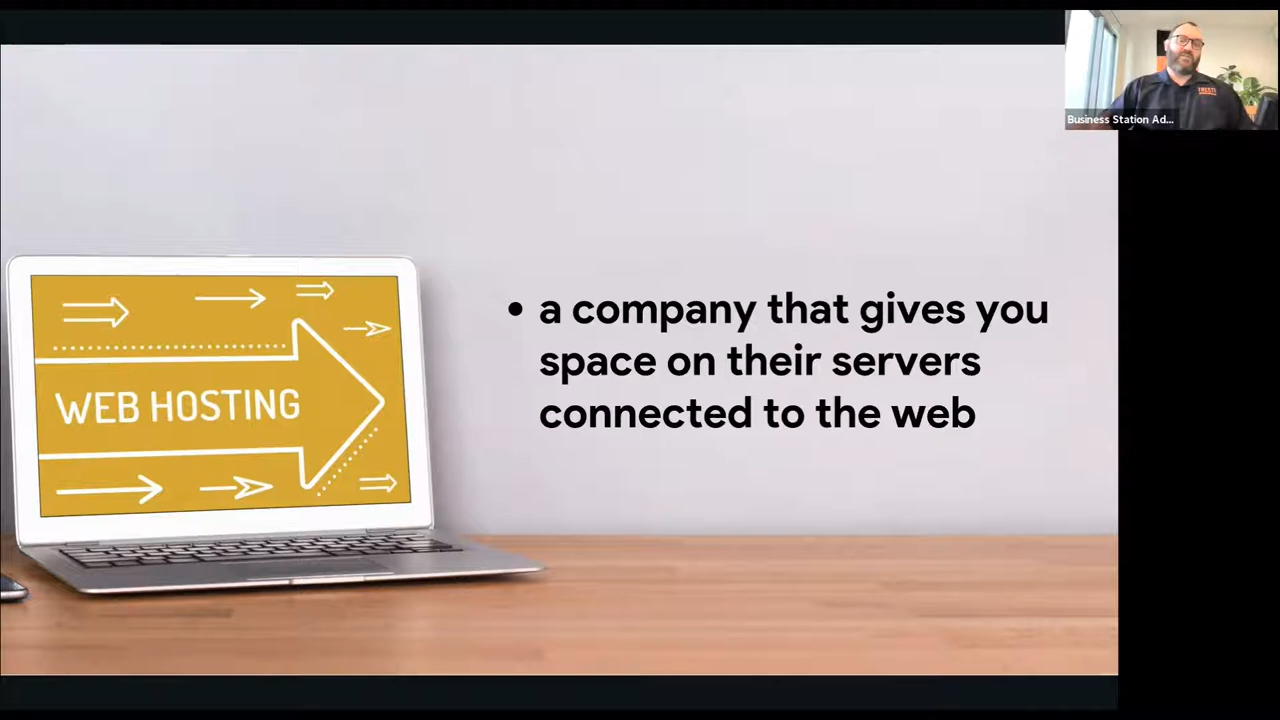 Business Station Ad...
WEB HOSTING
• a company that gives you
space on their servers
connected to the web